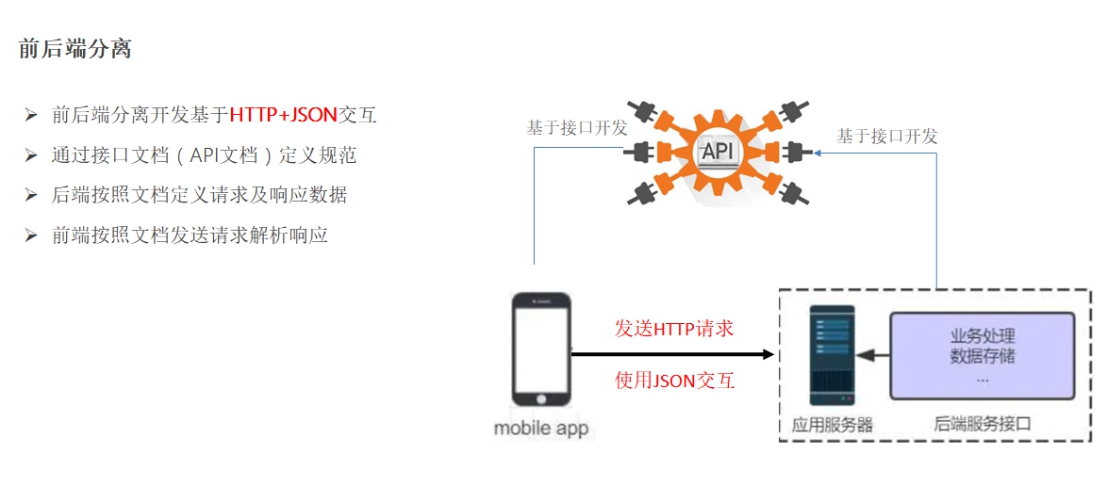 前后端分离
前后端分离开发基于HTTP+JSON交互
通过接口文档（API文档）定义规范
后端按照文档定义请求及响应数据
前端按照文档发送请求解析响应
基于接口开发
API
基于接口开发
发送HTTP请求
使用JSON交互
mobile app
业务处理
数据存储
...
应用服务器
后端服务接口